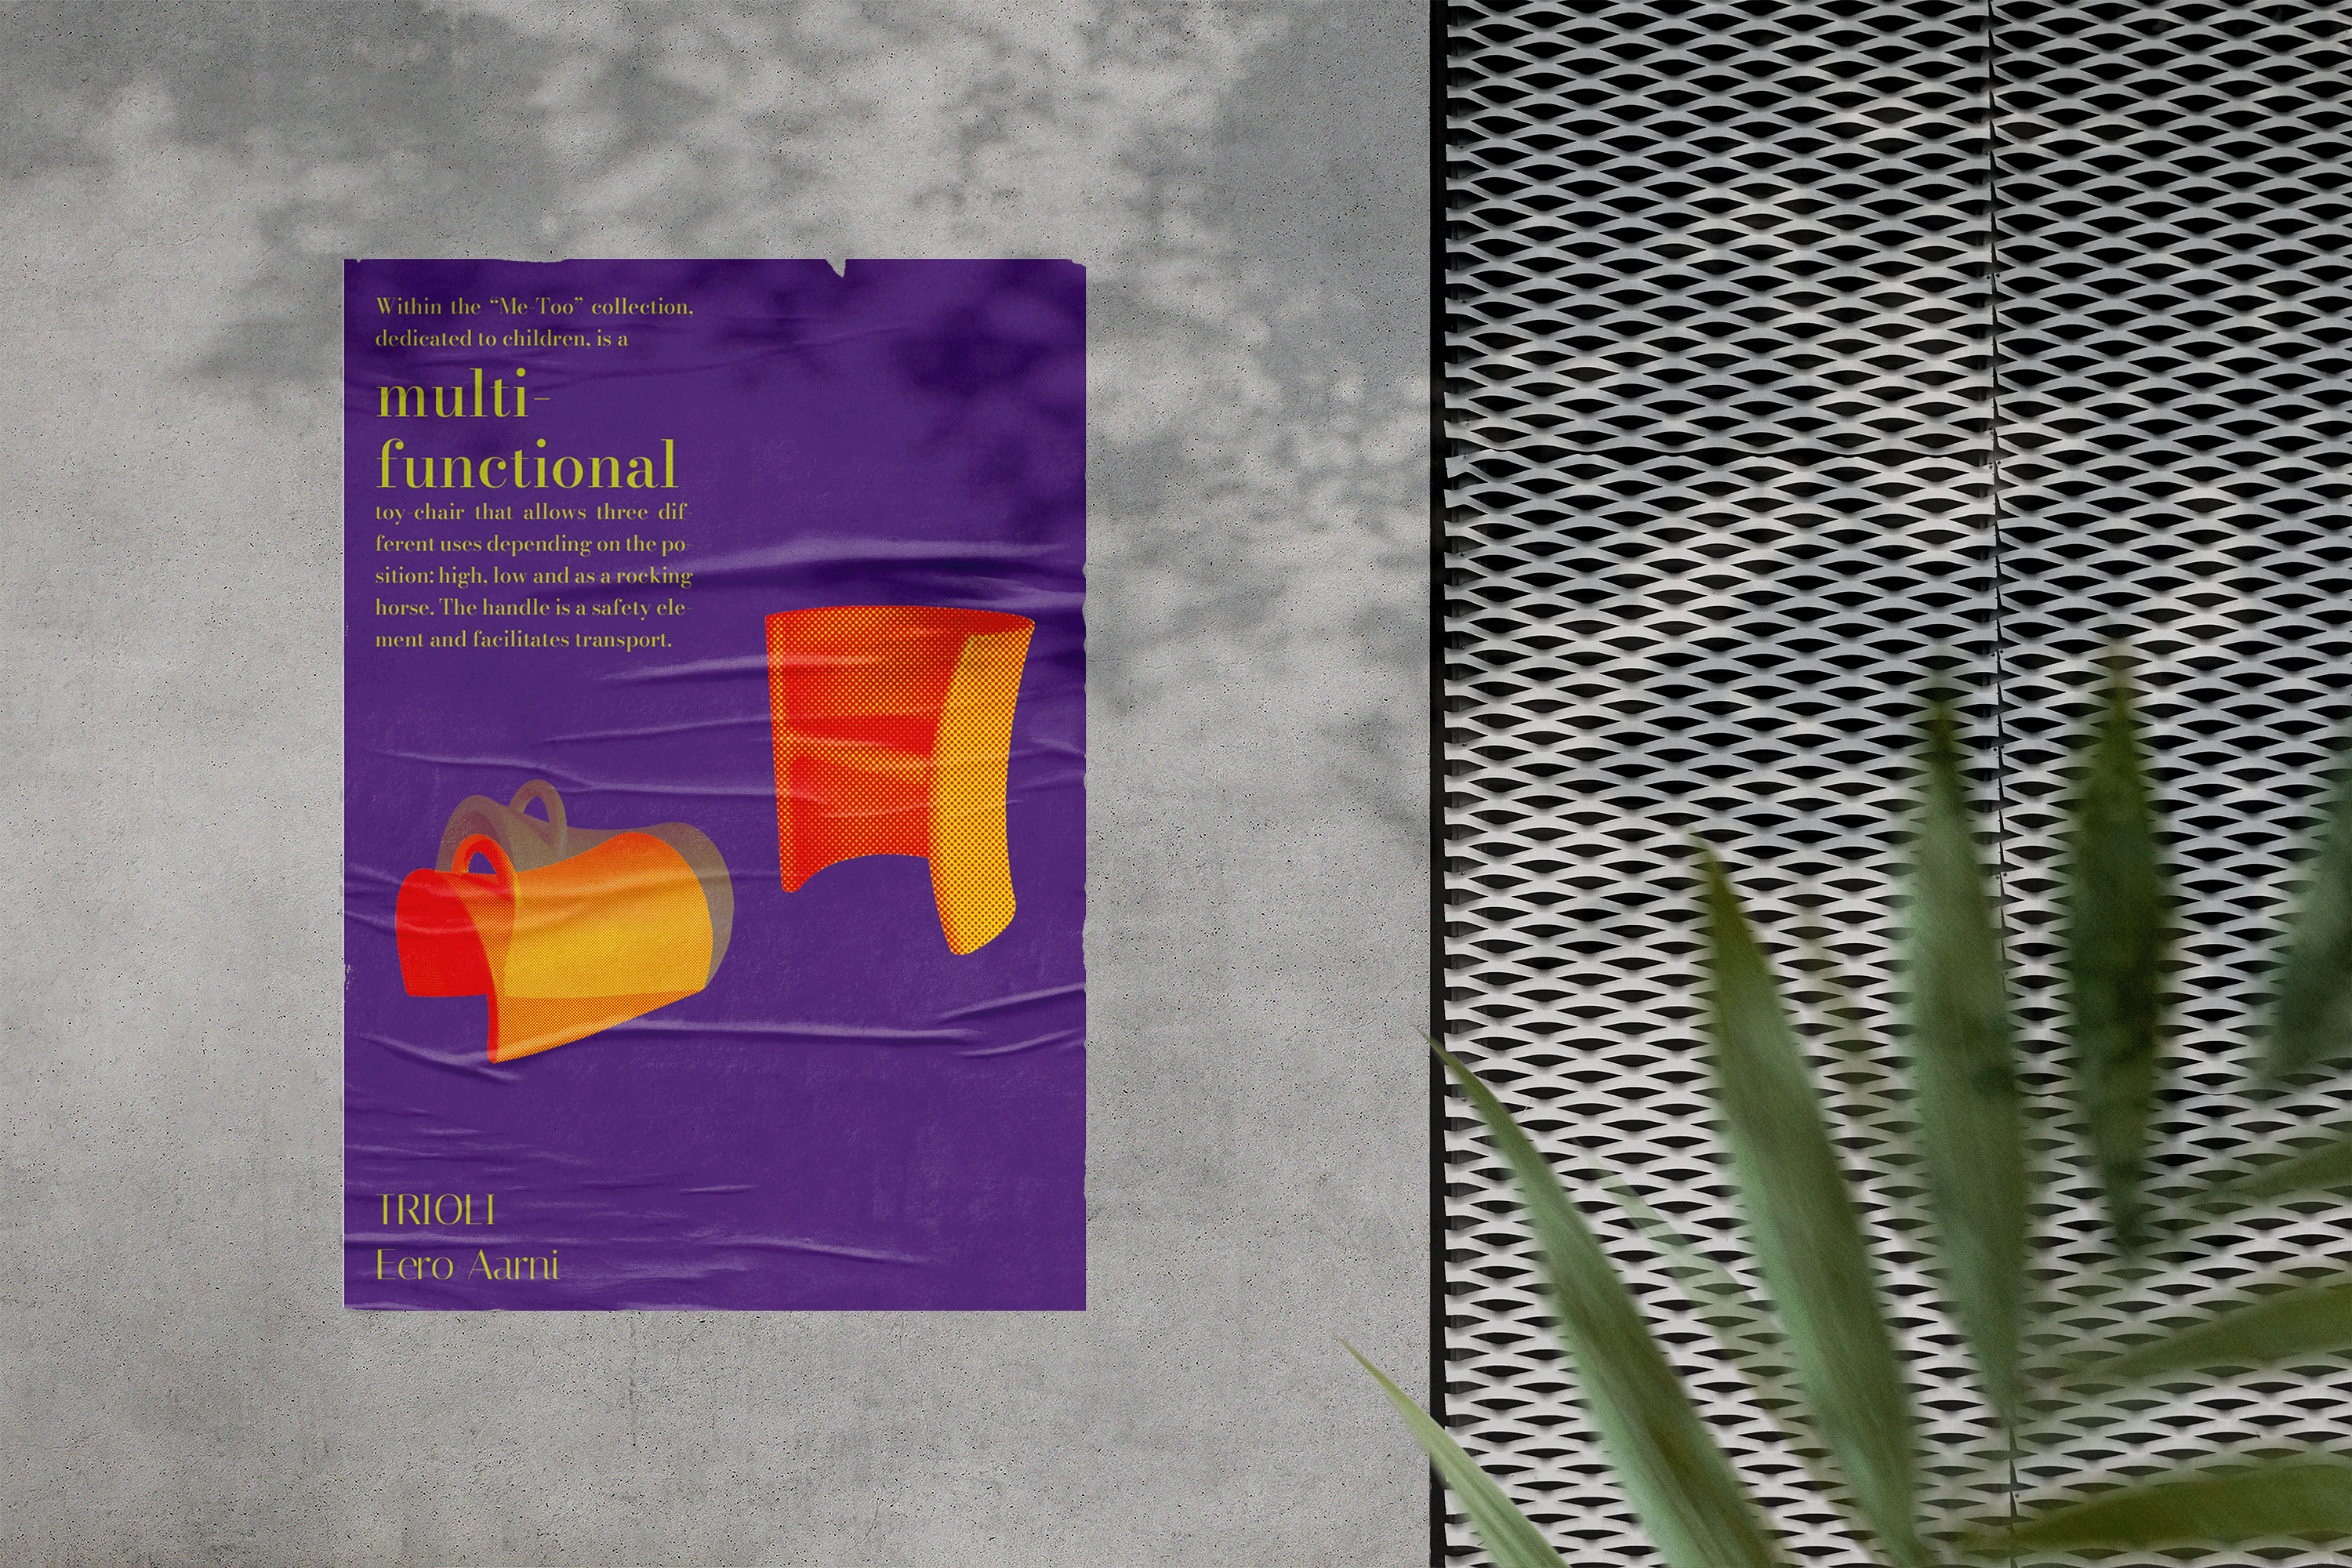 Within the “Me-Too” collection,
dedicated to children, is a
multi-
functional
toy-chair that allows three dif-
ferent uses depending on the po-
sition: high, low and as a rocking
horse. The handle is a safety ele-
ment and facilitates transport.
TRIOLI
Eero Aarni